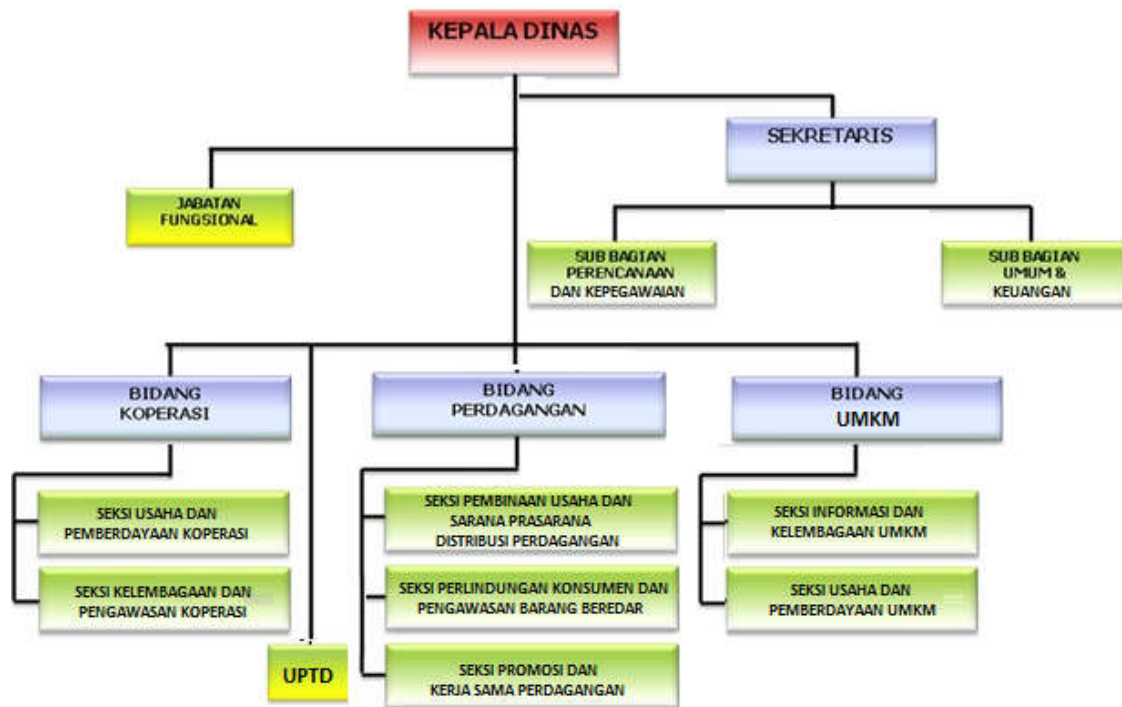 KEPALA DINAS
SEKRETARIS
JABATAN
FUNGSIONAL
SUB BAGIAN
PERENCANAAN
DAN KEPEGAWAIAN
SUB BAGIAN
UMUM &
KEUANGAN
BIDANG
KOPERASI
BIDANG
PERDAGANGAN
BIDANG
UMKM
SEKSI USAHA DAN
PEMBERDAYAAN KOPERASI
SEKSI KELEMBAGAAN DAN
PENGAWASAN KOPERASI
UPTD
SEKSI PEMBINAAN USAHA DAN
SARANA PRASARANA
DISTRIBUSI PERDAGANGAN
SEKSI PERLINDUNGAN KONSUMEN DAN
PENGAWASAN BARANG BEREDAR
SEKSI PROMOSI DAN
KERJA SAMA PERDAGANGAN
SEKSI INFORMASI DAN
KELEMBAGAAN UMKM
SEKSI USAHA DAN
PEMBERDAYAAN UMKM